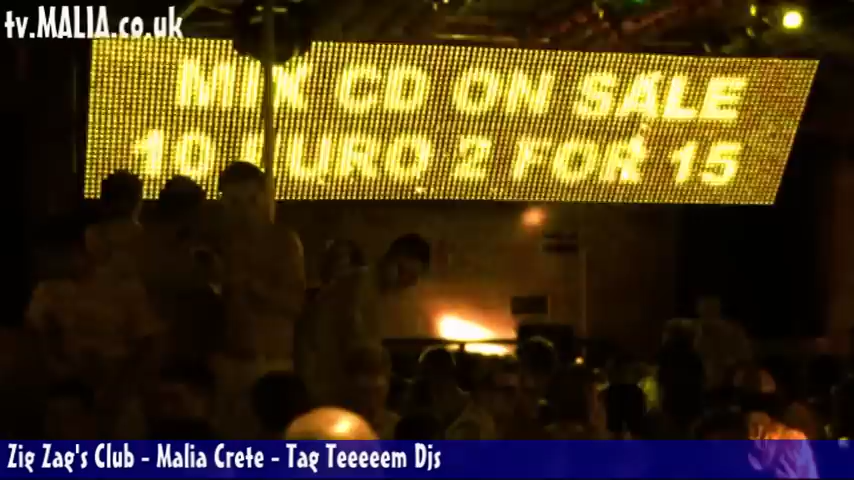 tv.MALIA.co.uk
MIX CD ON SALE
10 EURO 2 FOR 15
Zig Zag's Club - Malia Crete - Tag Teeeeem Djs